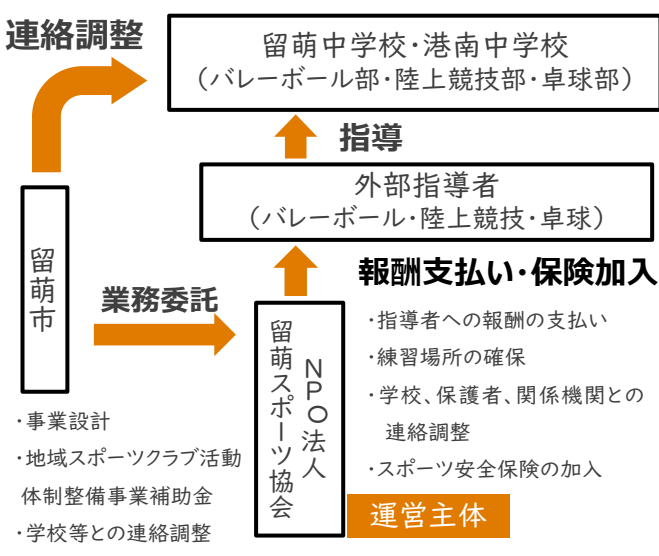 連絡調整
留萌中学校・港南中学校
（バレーボール部・陸上競技部・卓球部）
指導
外部指導者
（バレーボール・陸上競技・卓球）
報酬支払い・保険加入
留萌市
業務委託
NPO法人
留萌スポーツ協会
・指導者への報酬の支払い
・練習場所の確保
・学校、保護者、関係機関との
連絡調整
・スポーツ安全保険の加入
・事業設計
・地域スポーツクラブ活動
体制整備事業補助金
・学校等との連絡調整
運営主体